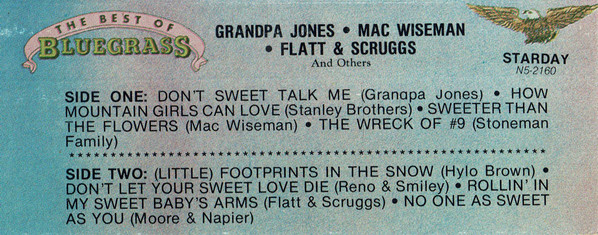 THE BEST OF
BLUEGRASS
GRANDPA JONES • MAC WISEMAN
• FLATT & SCRUGGS
And Others
STARDAY
N5-2160
SIDE ONE: DON'T SWEET TALK ME (Grandpa Jones) • HOW
MOUNTAIN GIRLS CAN LOVE (Stanley Brothers) • SWEETER THAN
THE FLOWERS (Mac Wiseman) • THE WRECK OF #9 (Stoneman
Family)
SIDE TWO: (LITTLE) FOOTPRINTS IN THE SNOW (Hylo Brown) •
DON'T LET YOUR SWEET LOVE DIE (Reno & Smiley) • ROLLIN' IN
MY SWEET BABY'S ARMS (Flatt & Scruggs) • NO ONE AS SWEET
AS YOU (Moore & Napier)